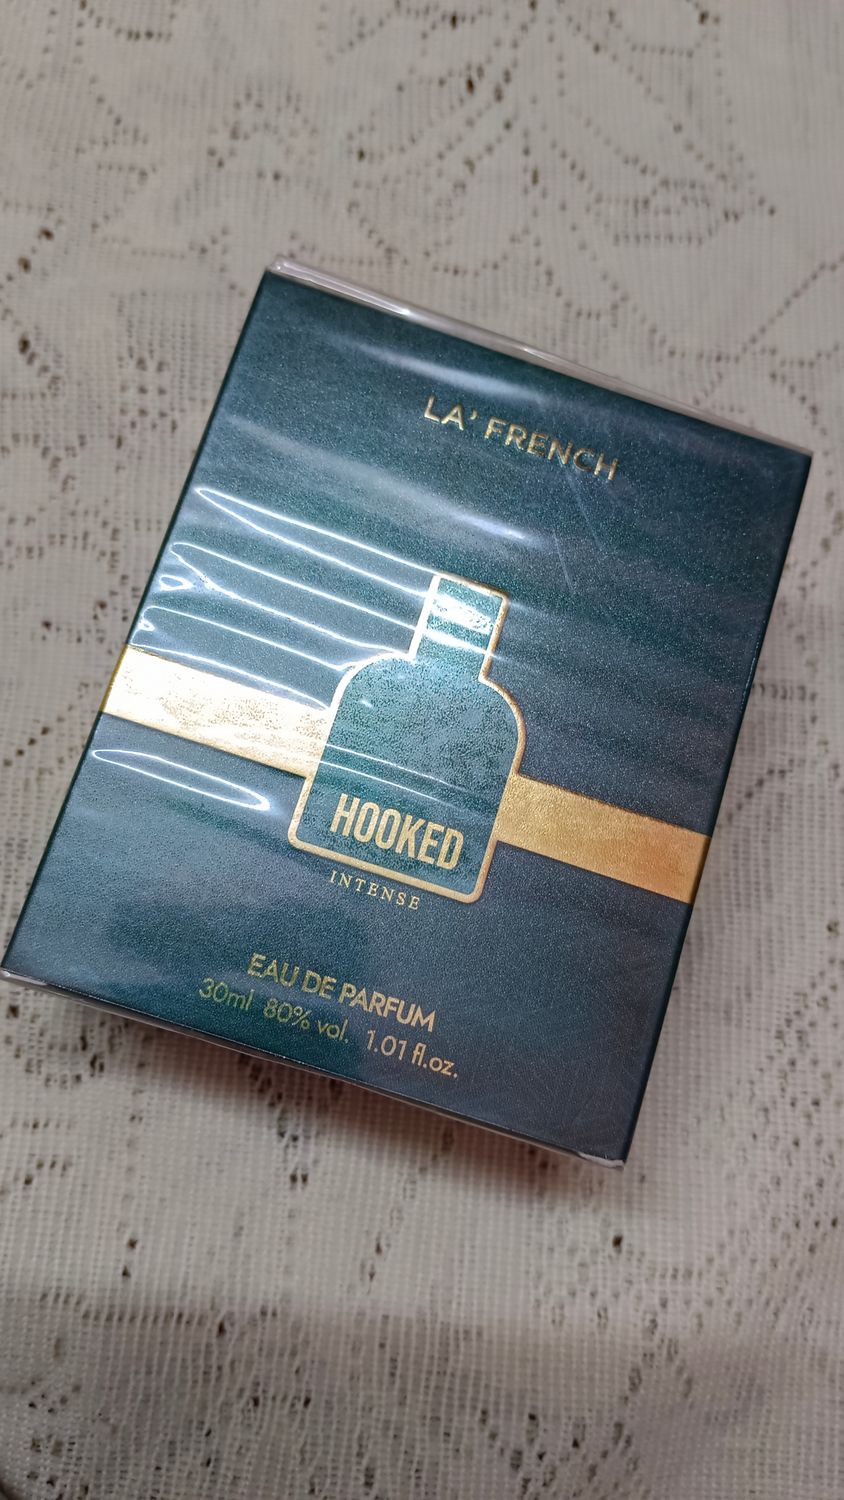 LA' FRENCH
HOOKED
INTENSE
EAU DE PARFUM
30ml 80% vol. 1.01 fl.oz.